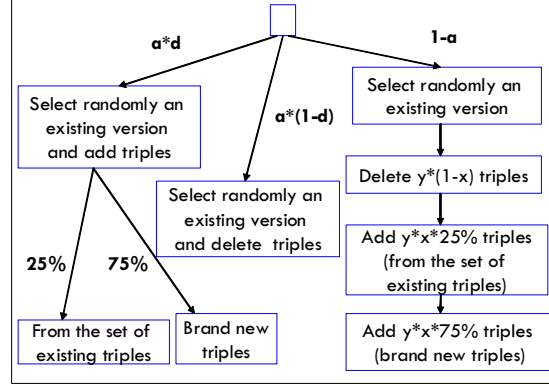 a*d
1-a
Select randomly an
existing version
and add triples
a*(1-d)
Select randomly an
existing version
Delete y*(1-x) triples
Select randomly an
existing version
and delete triples
Add y*x*25% triples
(from the set of
existing triples)
25%
75%
From the set of
existing triples
Brand new
triples
Add y*x*75% triples
(brand new triples)